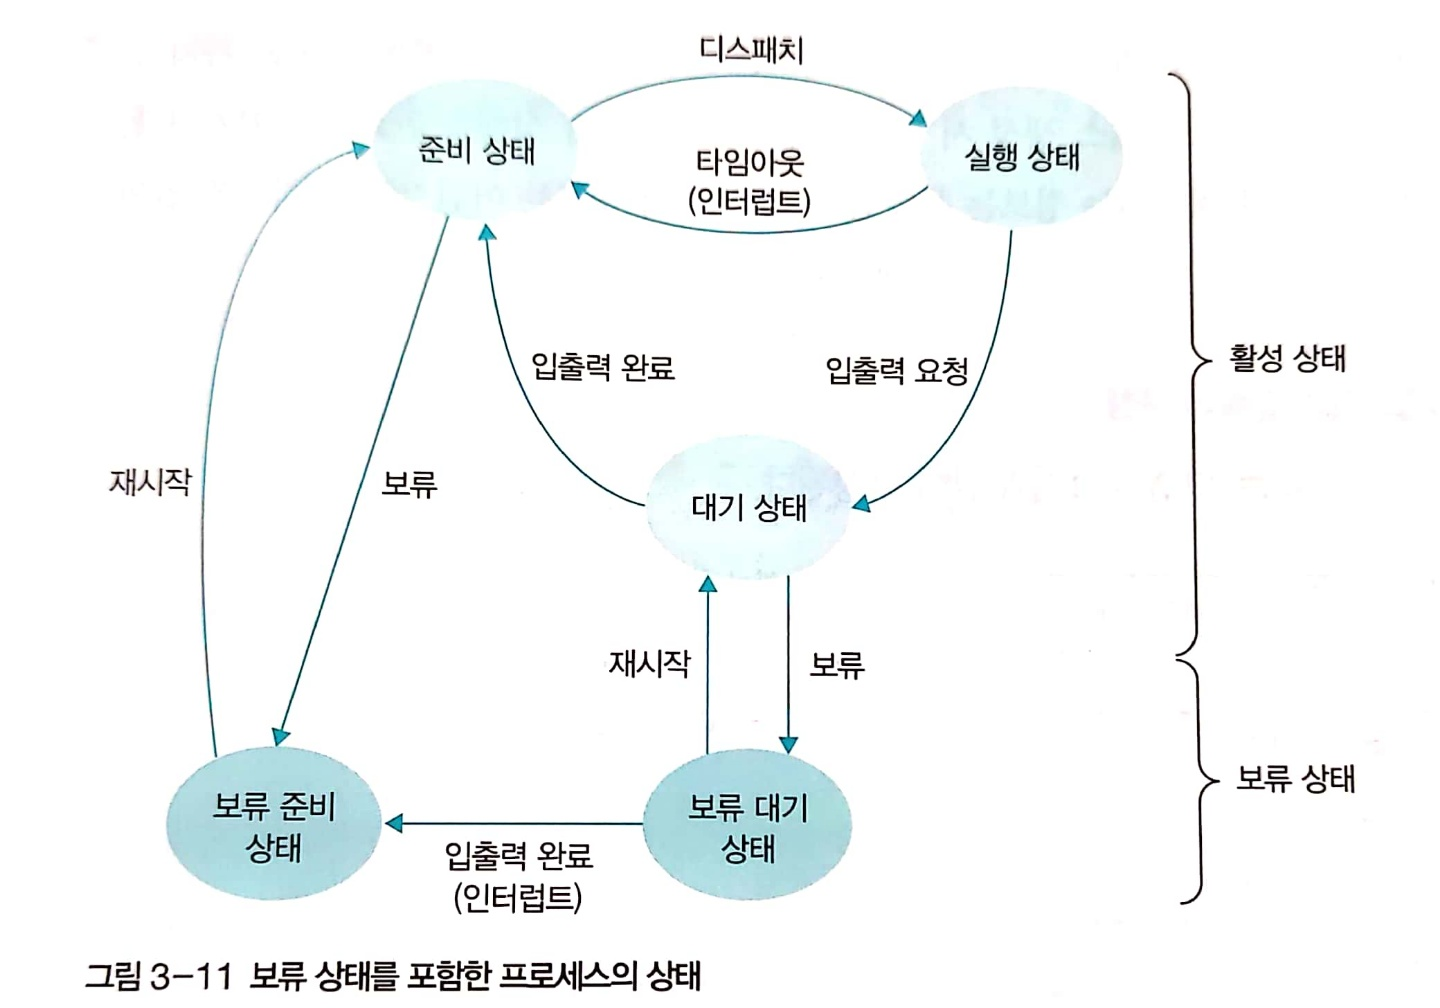 디스패치
준비 상태
실행 상태
타임아웃
(인터럽트)
입출력 완료
입출력 요청
활성 상태
재시작
보류
대기 상태
재시작
보류
보류 상태
보류 준비
상태
보류 대기
상태
입출력 완료
(인터럽트)
그림 3-11 보류 상태를 포함한 프로세스의 상태